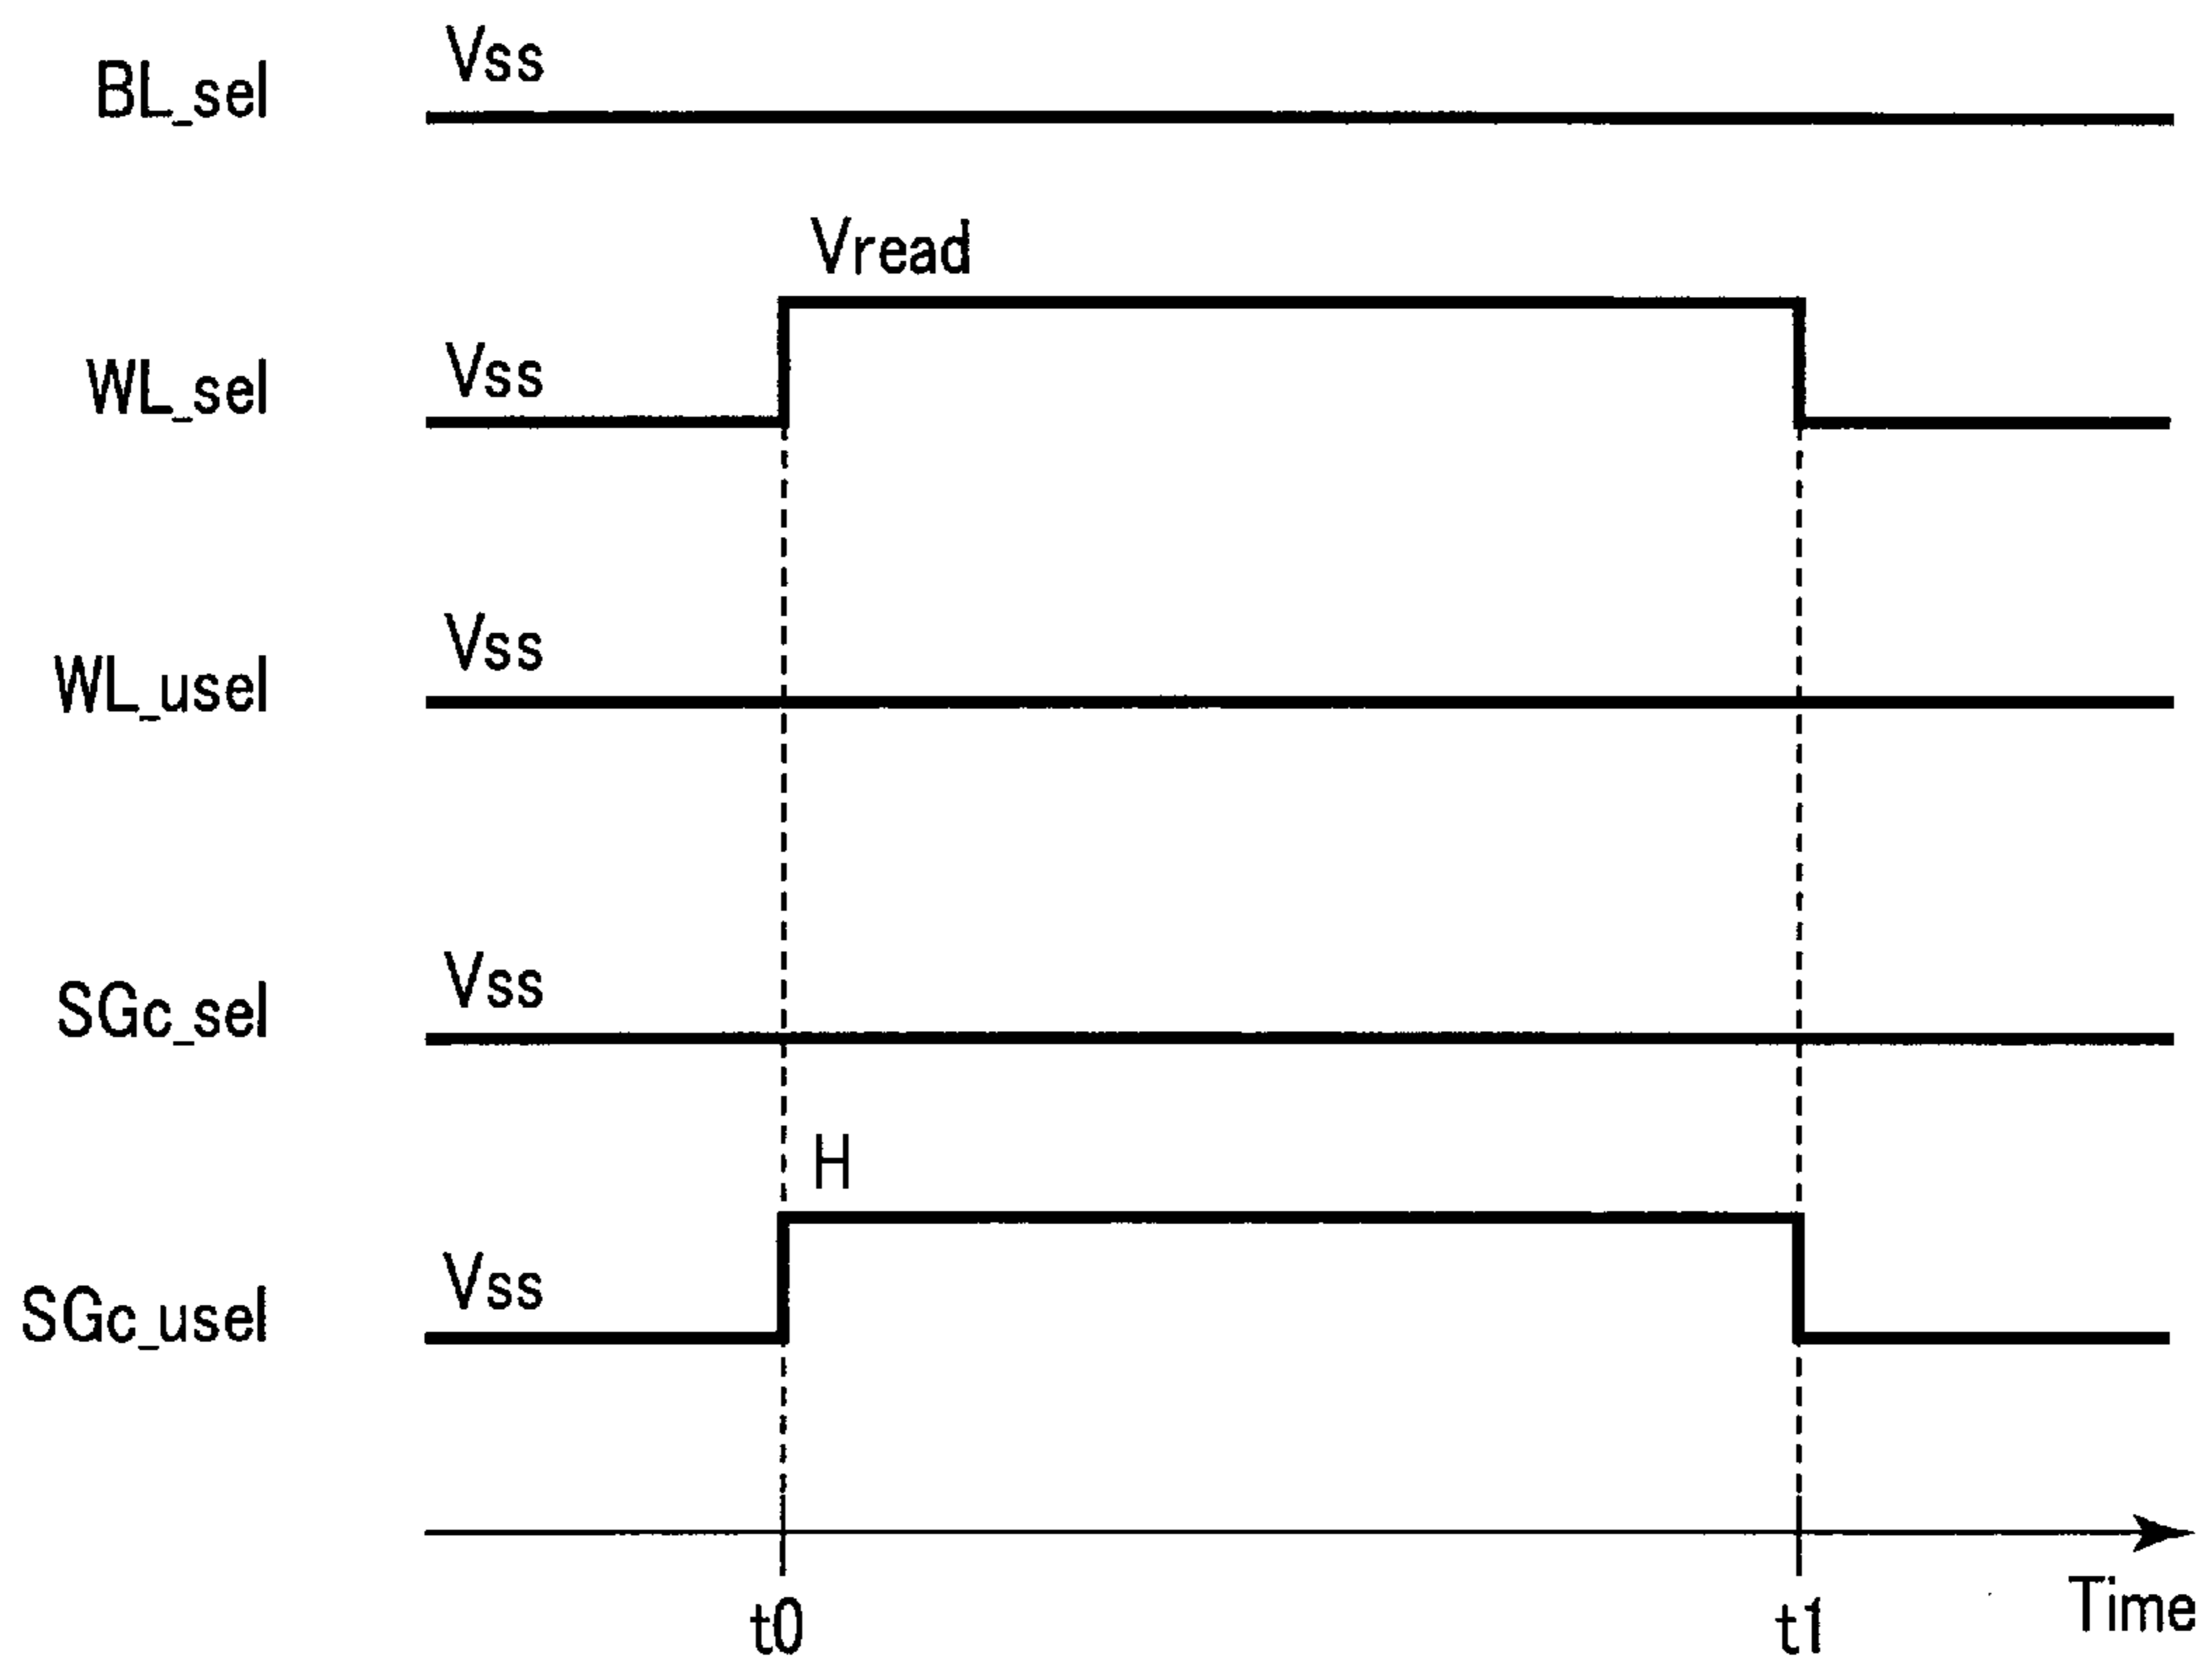 Vss
BL_sel
Vread
Vss
WL_sel
Vss
WL_usel
Vss
SGc_sel
H
Vss
SGc_usel
t0
t1
Time